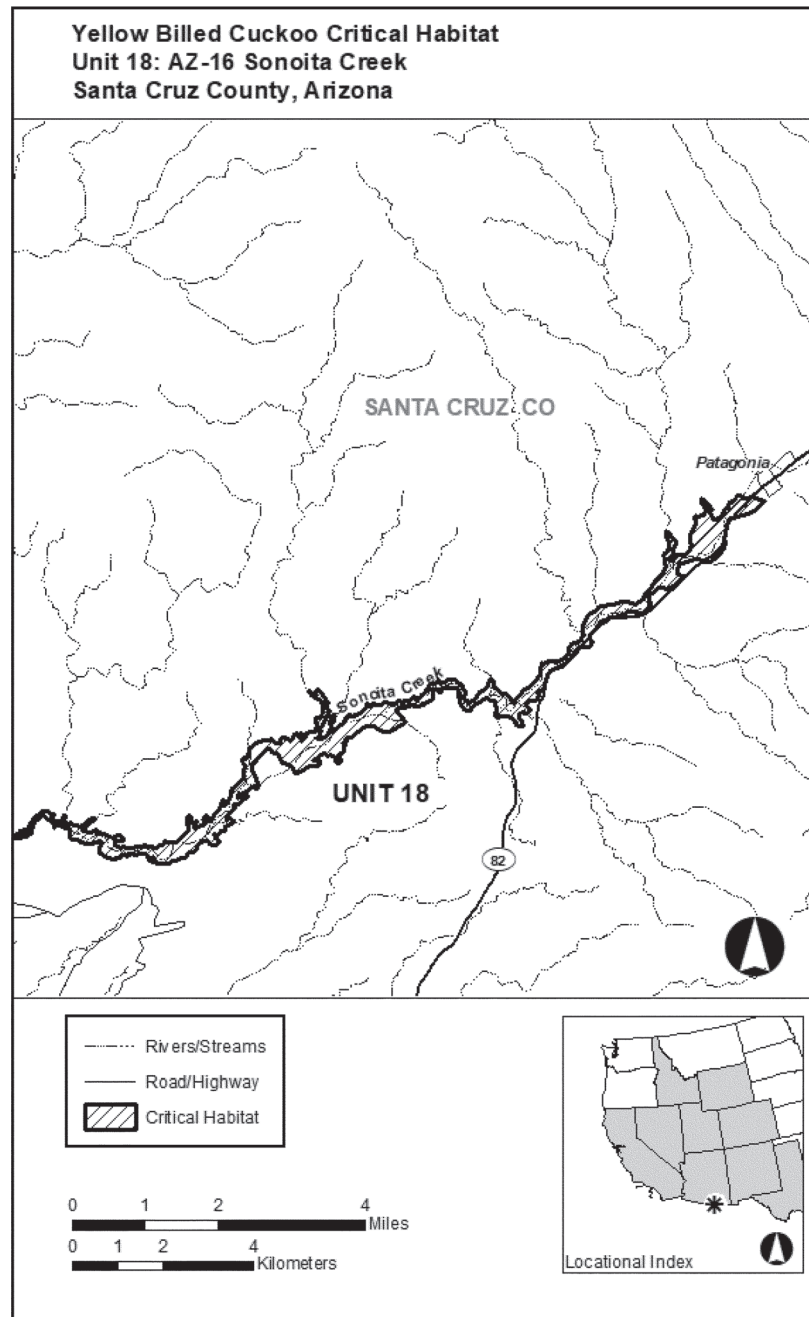 Yellow Billed Cuckoo Critical Habitat
Unit 18: AZ-16 Sonoita Creek
Santa Cruz County, Arizona
SANTA CRUZ CO
Patagonia
Sonoita Creek
UNIT 18
82
Rivers/Streams
Road/Highway
Critical Habitat
0 1 2 4
Miles
0 1 2 4
Kilometers
Locational Index